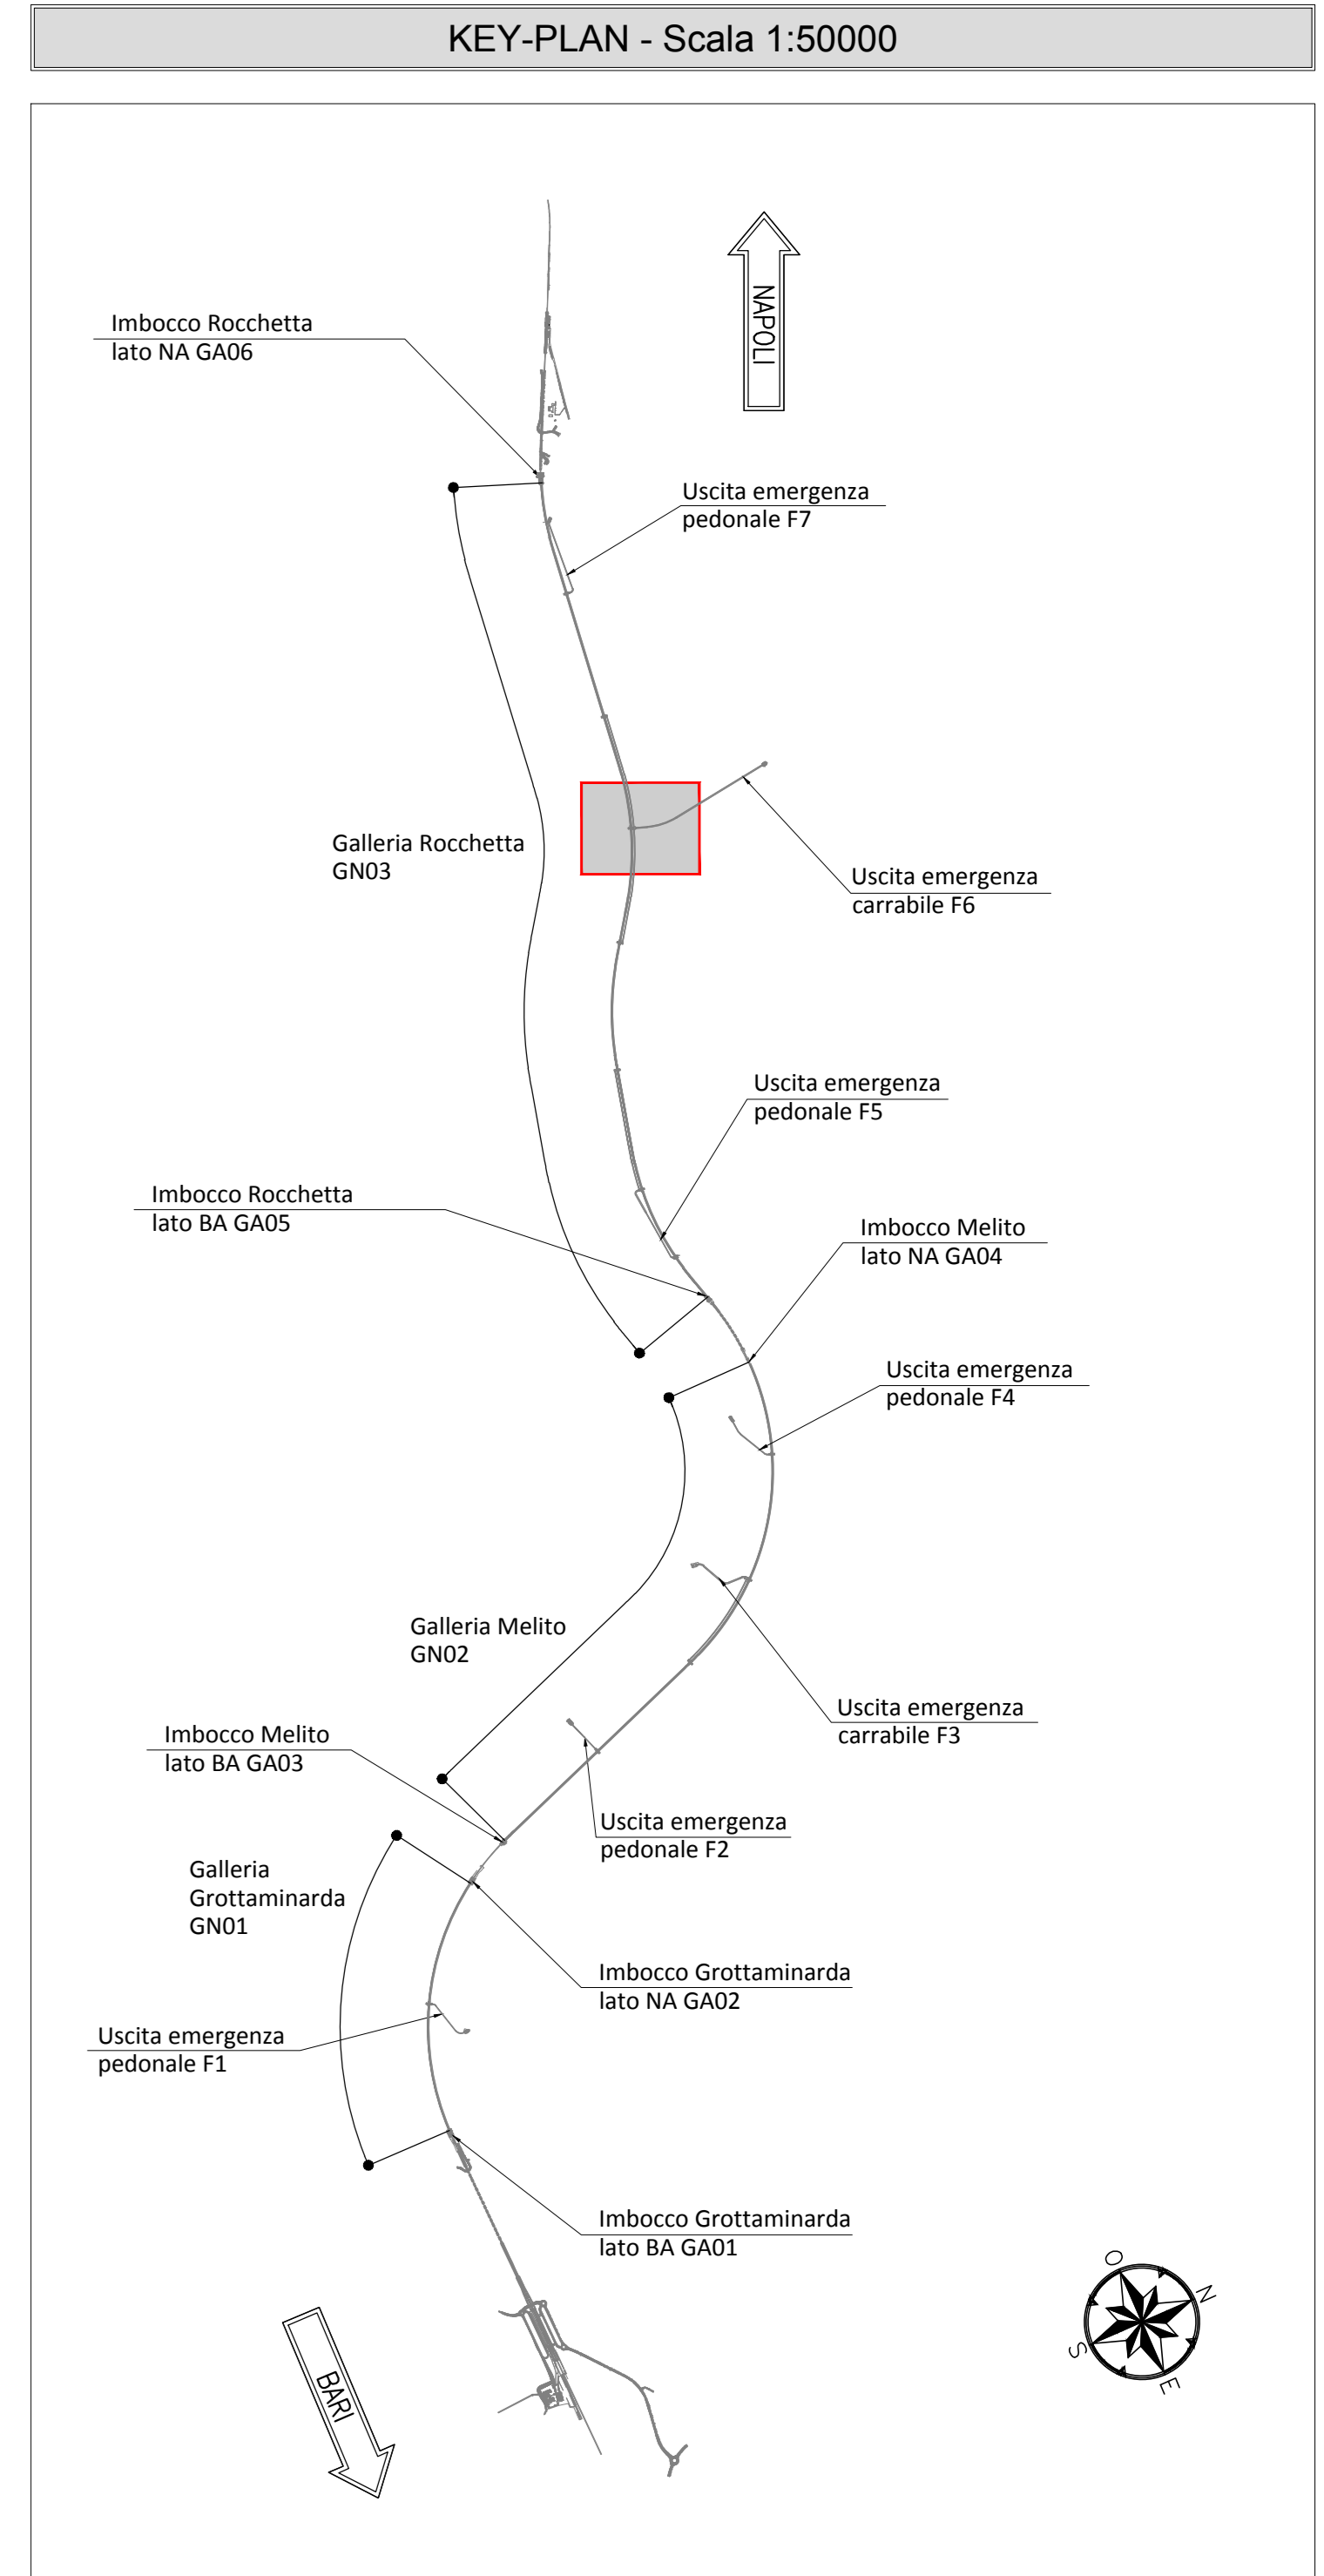 KEY-PLAN - Scala 1:50000
NAPOLI
Imbocco Rocchetta
lato NA GA06
Uscita emergenza
pedonale F7
Galleria Rocchetta
GN03
Uscita emergenza
carrabile F6
Uscita emergenza
pedonale F5
Imbocco Rocchetta
lato BA GA05
Imbocco Melito
lato NA GA04
Uscita emergenza
pedonale F4
Galleria Melito
GN02
Uscita emergenza
carrabile F3
Imbocco Melito
lato BA GA03
Uscita emergenza
pedonale F2
Galleria
Grottaminarda
GN01
Imbocco Grottaminarda
lato NA GA02
Uscita emergenza
pedonale F1
Imbocco Grottaminarda
lato BA GA01
O
N
S
E
BARI